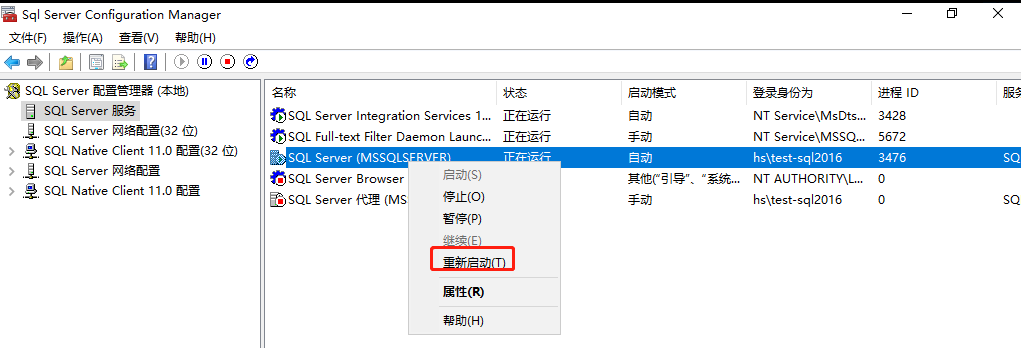 Sql Server Configuration Manager
文件(F) 操作(A) 查看(V) 帮助(H)
SQL Server 配置管理器 (本地)
SQL Server 服务
SQL Server 网络配置(32 位)
SQL Native Client 11.0 配置(32 位)
SQL Server 网络配置
SQL Native Client 11.0 配置
名称 状态 启动模式 登录身份为 进程 ID 服务
SQL Server Integration Services 1... 正在运行 自动 NT Service\MsDts... 3428
SQL Full-text Filter Daemon Launc... 正在运行 手动 NT Service\MSSQ... 5672
SQL Server (MSSQLSERVER) 正在运行 自动 hs\test-sql2016 3476 SQ
SQL Server Browser 其他("引导"、"系统... NT AUTHORITY\L... 0
SQL Server 代理 (MS 手动 hs\test-sql2016 0 SQ
启动(S)
停止(O)
暂停(P)
继续(E)
重新启动(T)
属性(R)
帮助(H)